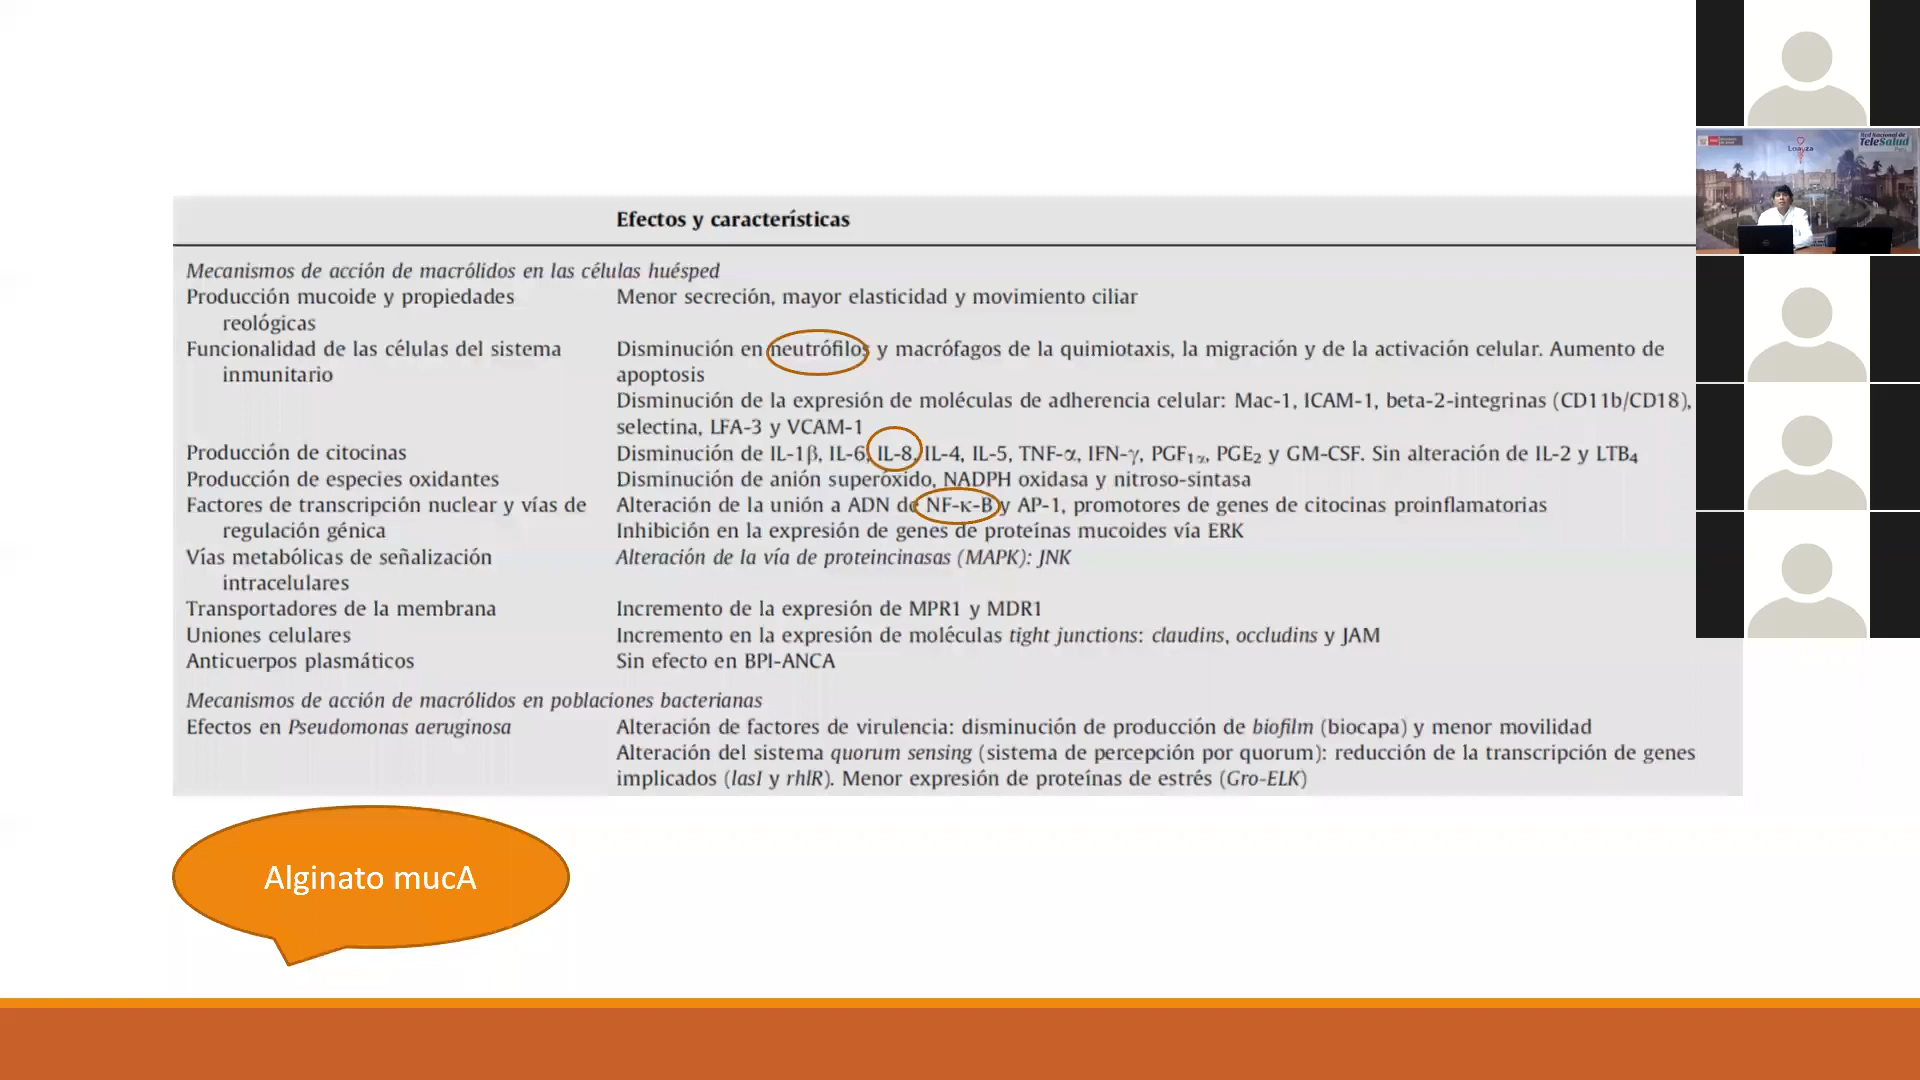 Efectos y características
Mecanismos de acción de macrólidos en las células huésped
Producción mucoide y propiedades reológicas
Menor secreción, mayor elasticidad y movimiento ciliar
Funcionalidad de las células del sistema inmunitario
Disminución en neutrófilos y macrófagos de la quimiotaxis, la migración y de la activación celular. Aumento de
apoptosis
Disminución de la expresión de moléculas de adherencia celular: Mac-1, ICAM-1, beta-2-integrinas (CD11b/CD18),
selectina, LFA-3 y VCAM-1
Producción de citocinas
Disminución de IL-1β, IL-6, IL-8, IL-4, IL-5, TNF-α, IFN-γ, PGF₁α, PGE₂ y GM-CSF. Sin alteración de IL-2 y LTB₄
Producción de especies oxidantes
Disminución de anión superóxido, NADPH oxidasa y nitroso-sintasa
Factores de transcripción nuclear y vías de regulación génica
Alteración de la unión a ADN de NF-κ-B y AP-1, promotores de genes de citocinas proinflamatorias
Inhibición en la expresión de genes de proteínas mucoides vía ERK
Vías metabólicas de señalización intracelulares
Alteración de la vía de proteincinasas (MAPK): JNK
Transportadores de la membrana
Incremento de la expresión de MPR1 y MDR1
Uniones celulares
Incremento en la expresión de moléculas tight junctions: claudins, occludins y JAM
Anticuerpos plasmáticos
Sin efecto en BPI-ANCA
Mecanismos de acción de macrólidos en poblaciones bacterianas
Efectos en Pseudomonas aeruginosa
Alteración de factores de virulencia: disminución de producción de biofilm (biocapa) y menor movilidad
Alteración del sistema quorum sensing (sistema de percepción por quorum): reducción de la transcripción de genes
implicados (lasI y rhlR). Menor expresión de proteínas de estrés (Gro-ELK)
Alginato mucA
Loayza
Red Nacional de
TeleSalud